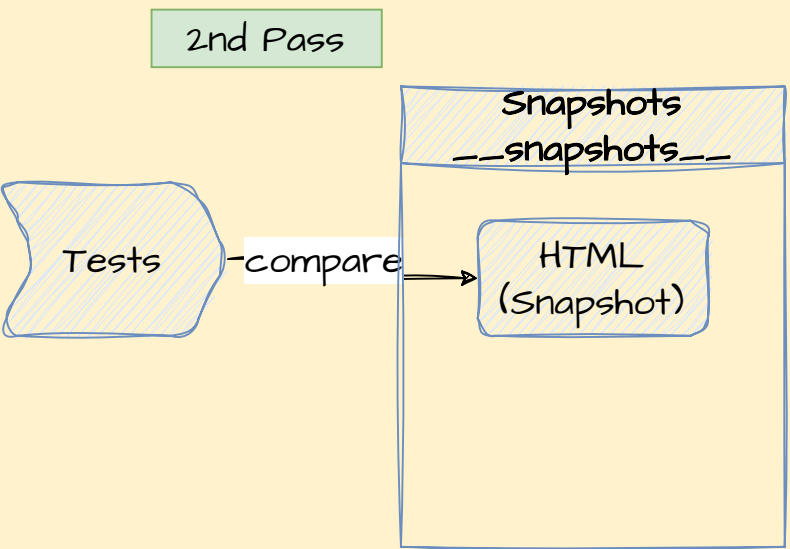 2nd Pass
Snapshots
__snapshots__
Tests
compare
HTML
(Snapshot)